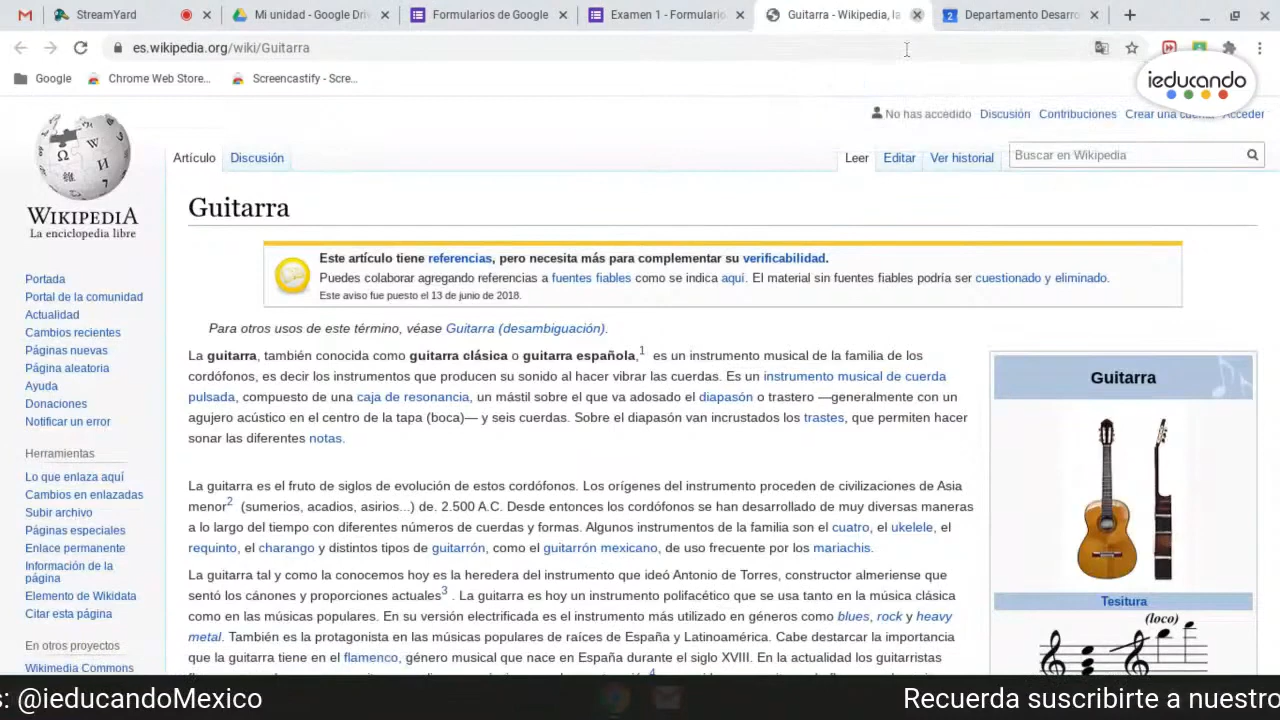 StreamYard
Mi unidad - Google Dri
Formularios de Google
Examen 1 - Formulario
Guitarra - Wikipedia, la
2 Departamento Desarro
es.wikipedia.org/wiki/Guitarra
Google
Chrome Web Store...
Screencastify - Scre...
ieducando
No has accedido Discusión Contribuciones Crear una cuenta Acceder
Artículo Discusión
Leer Editar Ver historial
Buscar en Wikipedia
WIKIPEDIA
La enciclopedia libre
Portada
Portal de la comunidad
Actualidad
Cambios recientes
Páginas nuevas
Página aleatoria
Ayuda
Donaciones
Notificar un error
Herramientas
Lo que enlaza aquí
Cambios en enlazadas
Subir archivo
Páginas especiales
Enlace permanente
Información de la
página
Elemento de Wikidata
Citar esta página
En otros proyectos
Wikimedia Commons
Guitarra
Este artículo tiene referencias, pero necesita más para complementar su verificabilidad.
Puedes colaborar agregando referencias a fuentes fiables como se indica aquí. El material sin fuentes fiables podría ser cuestionado y eliminado.
Este aviso fue puesto el 13 de junio de 2018.
Para otros usos de este término, véase Guitarra (desambiguación).
La guitarra, también conocida como guitarra clásica o guitarra española,1 es un instrumento musical de la familia de los
cordófonos, es decir los instrumentos que producen su sonido al hacer vibrar las cuerdas. Es un instrumento musical de cuerda
pulsada, compuesto de una caja de resonancia, un mástil sobre el que va adosado el diapasón o trastero —generalmente con un
agujero acústico en el centro de la tapa (boca)— y seis cuerdas. Sobre el diapasón van incrustados los trastes, que permiten hacer
sonar las diferentes notas.
La guitarra es el fruto de siglos de evolución de estos cordófonos. Los orígenes del instrumento proceden de civilizaciones de Asia
menor2 (sumerios, acadios, asirios...) de. 2.500 A.C. Desde entonces los cordófonos se han desarrollado de muy diversas maneras
a lo largo del tiempo con diferentes números de cuerdas y formas. Algunos instrumentos de la familia son el cuatro, el ukelele, el
requinto, el charango y distintos tipos de guitarrón, como el guitarrón mexicano, de uso frecuente por los mariachis.
La guitarra tal y como la conocemos hoy es la heredera del instrumento que ideó Antonio de Torres, constructor almeriense que
sentó los cánones y proporciones actuales3 . La guitarra es hoy un instrumento polifacético que se usa tanto en la música clásica
como en las músicas populares. En su versión electrificada es el instrumento más utilizado en géneros como blues, rock y heavy
metal. También es la protagonista en las músicas populares de raíces de España y Latinoamérica. Cabe destarcar la importancia
que la guitarra tiene en el flamenco, género musical que nace en España durante el siglo XVIII. En la actualidad los guitarristas
4
Guitarra
Tesitura
(loco)
s: @ieducandoMexico
Recuerda suscribirte a nuestro